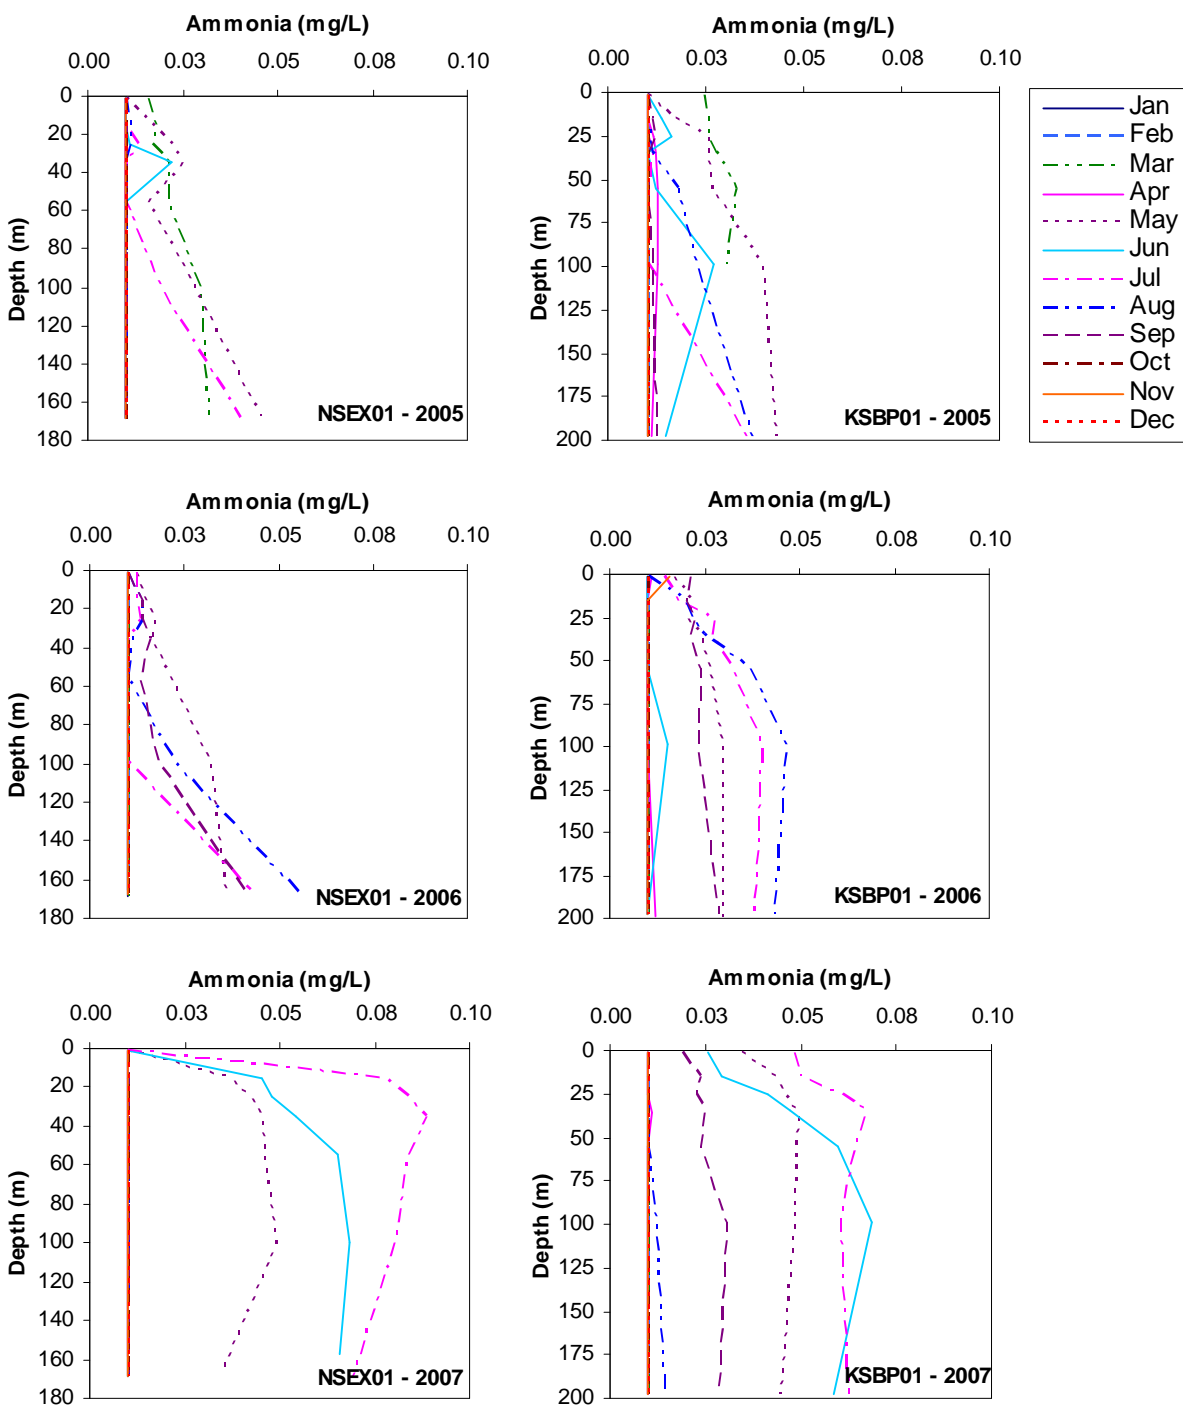 Ammonia (mg/L)
0.00 0.03 0.05 0.08 0.10
0
20
40
60
80
100
120
140
160
180
Depth (m)
NSEX01 - 2005
Ammonia (mg/L)
0.00 0.03 0.05 0.08 0.10
0
25
50
75
100
125
150
175
200
Depth (m)
KSBP01 - 2005
Jan
Feb
Mar
Apr
May
Jun
Jul
Aug
Sep
Oct
Nov
Dec
Ammonia (mg/L)
0.00 0.03 0.05 0.08 0.10
0
20
40
60
80
100
120
140
160
180
Depth (m)
NSEX01 - 2006
Ammonia (mg/L)
0.00 0.03 0.05 0.08 0.10
0
25
50
75
100
125
150
175
200
Depth (m)
KSBP01 - 2006
Ammonia (mg/L)
0.00 0.03 0.05 0.08 0.10
0
20
40
60
80
100
120
140
160
180
Depth (m)
NSEX01 - 2007
Ammonia (mg/L)
0.00 0.03 0.05 0.08 0.10
0
25
50
75
100
125
150
175
200
Depth (m)
KSBP01 - 2007